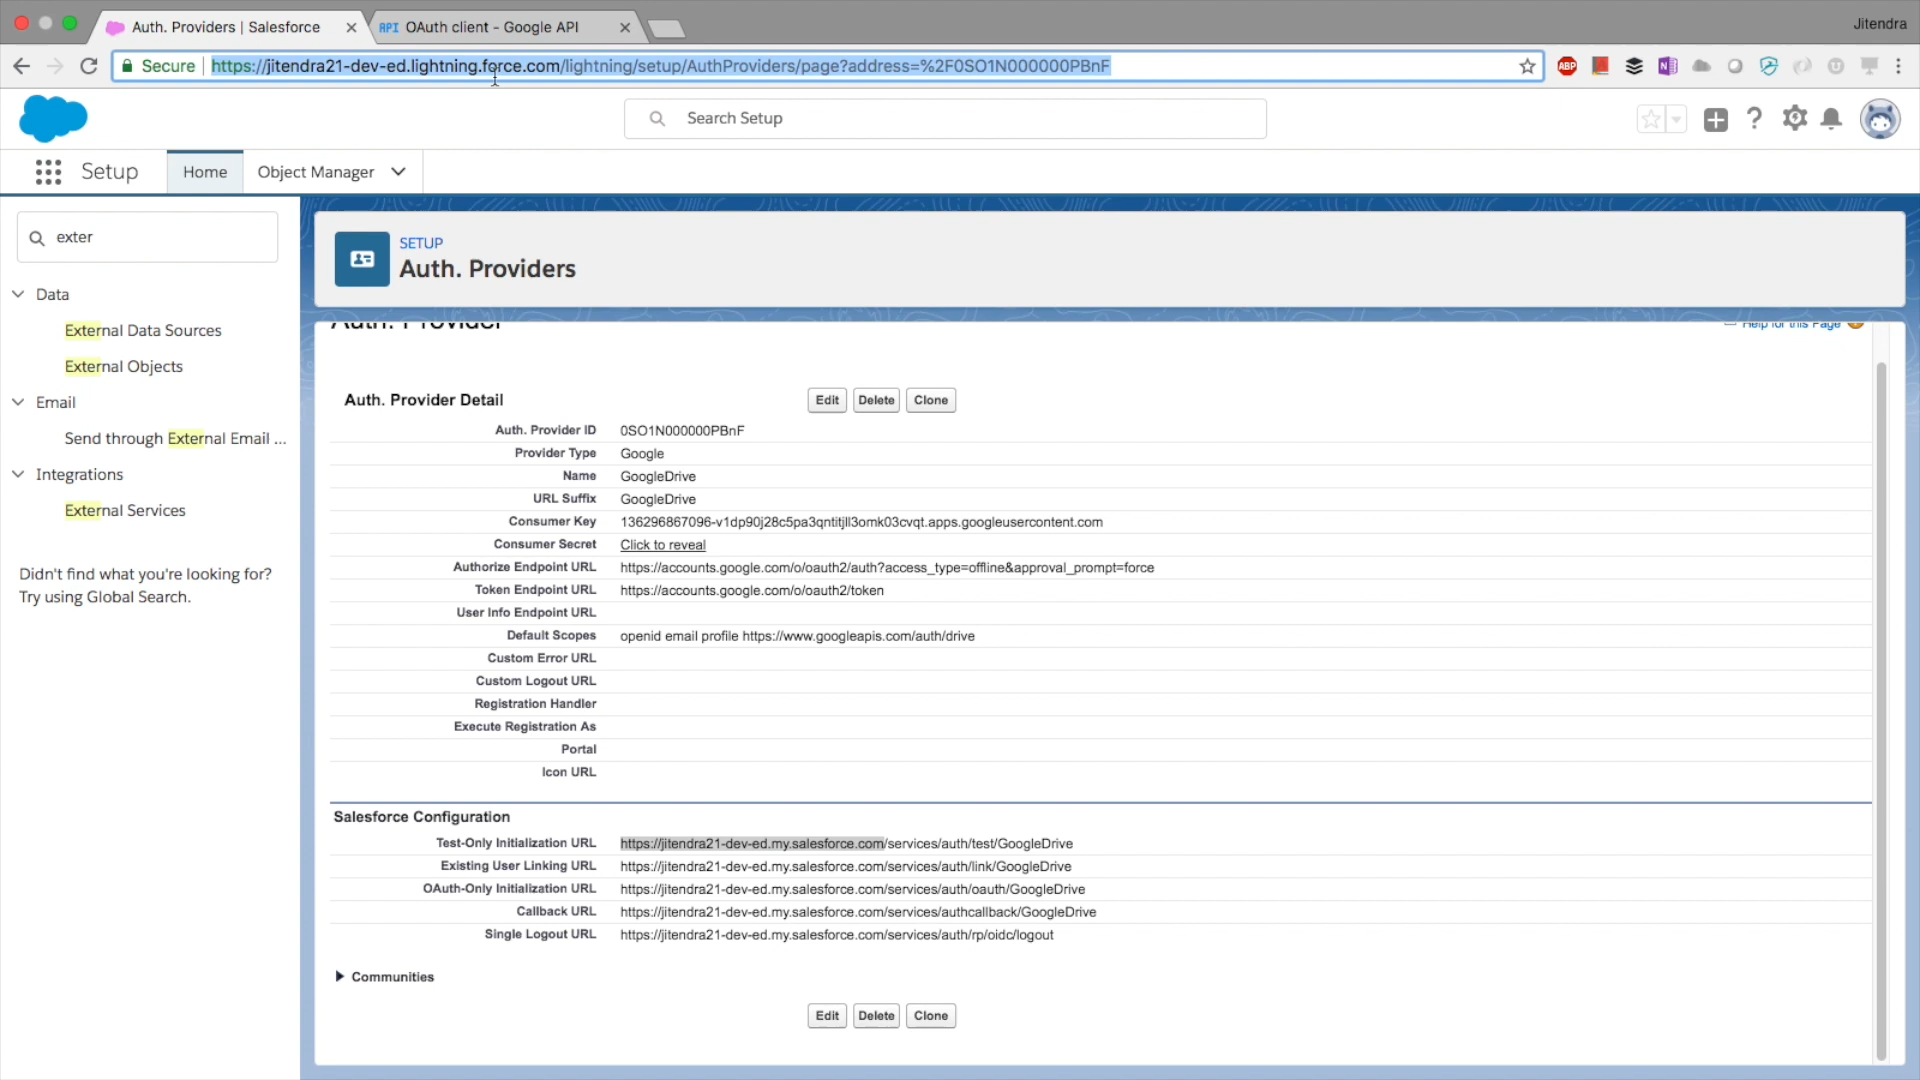 Auth. Providers | Salesforce
API OAuth client - Google API
Jitendra
Secure https://jitendra21-dev-ed.lightning.force.com/lightning/setup/AuthProviders/page?address=%2F0SO1N000000PBnF
ABP
N
Search Setup
Setup
Home
Object Manager
exter
Data
External Data Sources
External Objects
Email
Send through External Email ...
Integrations
External Services
Didn't find what you're looking for?
Try using Global Search.
SETUP
Auth. Providers
Auth. Provider
Help for this Page
Auth. Provider Detail
Edit Delete Clone
Auth. Provider ID 0SO1N000000PBnF
Provider Type Google
Name GoogleDrive
URL Suffix GoogleDrive
Consumer Key 136296867096-v1dp90j28c5pa3qntitjll3omk03cvqt.apps.googleusercontent.com
Consumer Secret Click to reveal
Authorize Endpoint URL https://accounts.google.com/o/oauth2/auth?access_type=offline&approval_prompt=force
Token Endpoint URL https://accounts.google.com/o/oauth2/token
User Info Endpoint URL
Default Scopes openid email profile https://www.googleapis.com/auth/drive
Custom Error URL
Custom Logout URL
Registration Handler
Execute Registration As
Portal
Icon URL
Salesforce Configuration
Test-Only Initialization URL https://jitendra21-dev-ed.my.salesforce.com/services/auth/test/GoogleDrive
Existing User Linking URL https://jitendra21-dev-ed.my.salesforce.com/services/auth/link/GoogleDrive
OAuth-Only Initialization URL https://jitendra21-dev-ed.my.salesforce.com/services/auth/oauth/GoogleDrive
Callback URL https://jitendra21-dev-ed.my.salesforce.com/services/authcallback/GoogleDrive
Single Logout URL https://jitendra21-dev-ed.my.salesforce.com/services/auth/rp/oidc/logout
Communities
Edit Delete Clone